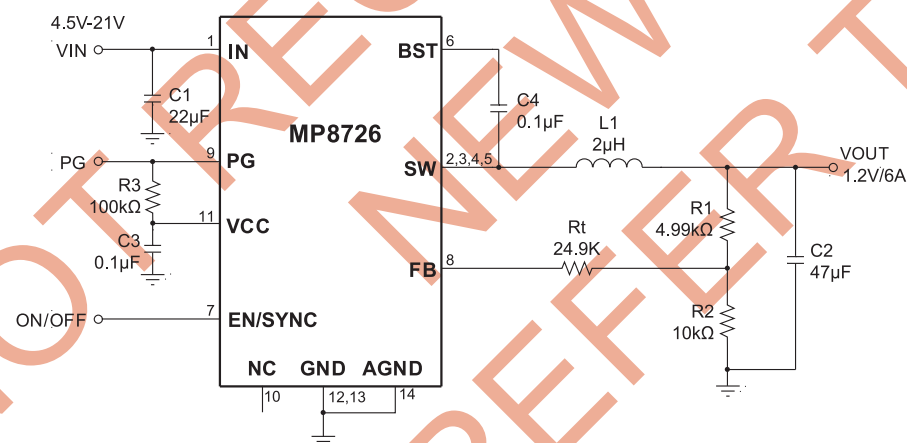 4.5V-21V
VIN
1
IN
C1
22µF
PG
9
PG
R3
100kΩ
11
VCC
C3
0.1µF
ON/OFF
7
EN/SYNC
MP8726
NC
GND
AGND
10
12,13
14
BST
6
C4
0.1µF
SW
2,3,4,5
L1
2µH
VOUT
1.2V/6A
R1
4.99kΩ
Rt
24.9K
FB
8
C2
47µF
R2
10kΩ
NEW
REFER